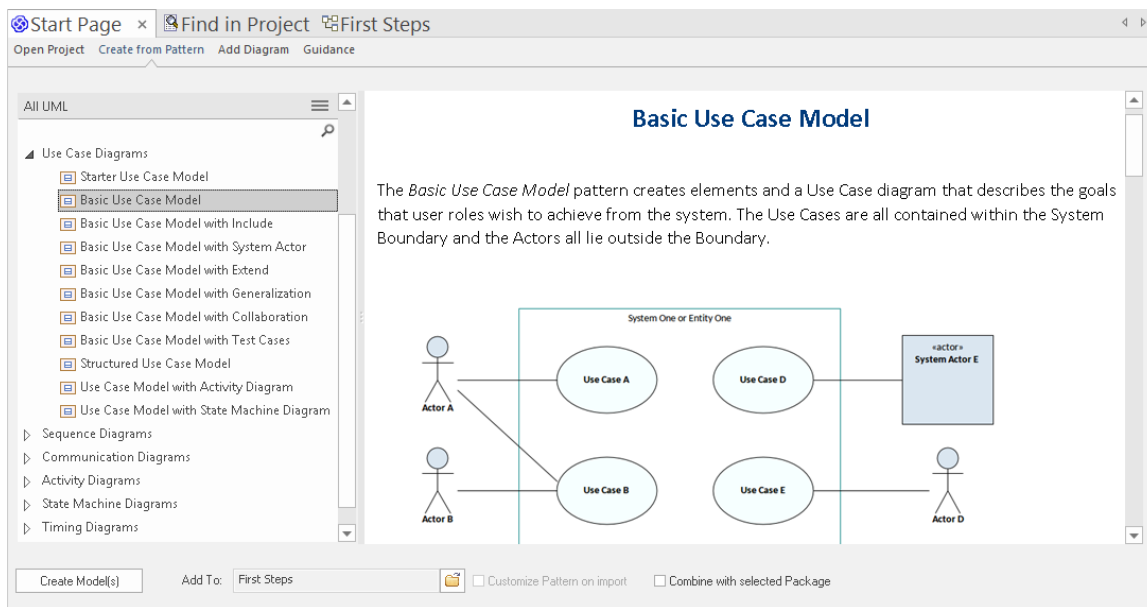 Start Page × Find in Project First Steps
Open Project Create from Pattern Add Diagram Guidance
All UML
Use Case Diagrams
Starter Use Case Model
Basic Use Case Model
Basic Use Case Model with Include
Basic Use Case Model with System Actor
Basic Use Case Model with Extend
Basic Use Case Model with Generalization
Basic Use Case Model with Collaboration
Basic Use Case Model with Test Cases
Structured Use Case Model
Use Case Model with Activity Diagram
Use Case Model with State Machine Diagram
Sequence Diagrams
Communication Diagrams
Activity Diagrams
State Machine Diagrams
Timing Diagrams
Basic Use Case Model
The Basic Use Case Model pattern creates elements and a Use Case diagram that describes the goals
that user roles wish to achieve from the system. The Use Cases are all contained within the System
Boundary and the Actors all lie outside the Boundary.
System One or Entity One
Actor A
Use Case A
Use Case D
«actor»
System Actor E
Actor B
Use Case B
Use Case E
Actor D
Create Model(s) Add To: First Steps Customize Pattern on import Combine with selected Package